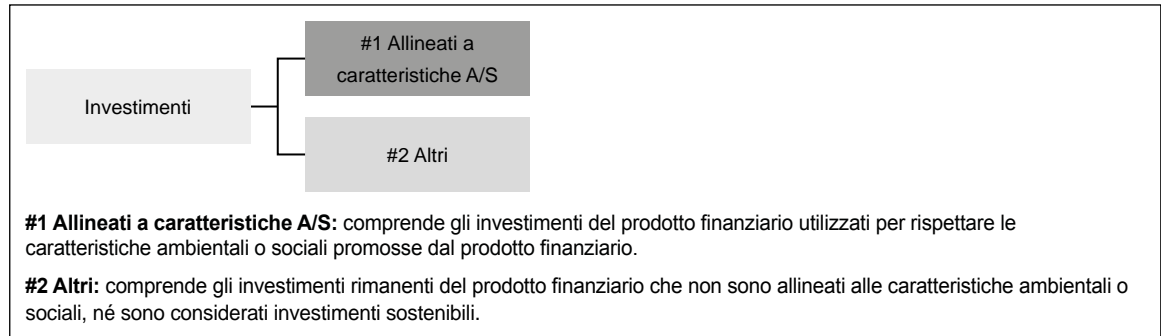 #1 Allineati a
caratteristiche A/S
Investimenti
#2 Altri
#1 Allineati a caratteristiche A/S: comprende gli investimenti del prodotto finanziario utilizzati per rispettare le
caratteristiche ambientali o sociali promosse dal prodotto finanziario.
#2 Altri: comprende gli investimenti rimanenti del prodotto finanziario che non sono allineati alle caratteristiche ambientali o
sociali, né sono considerati investimenti sostenibili.